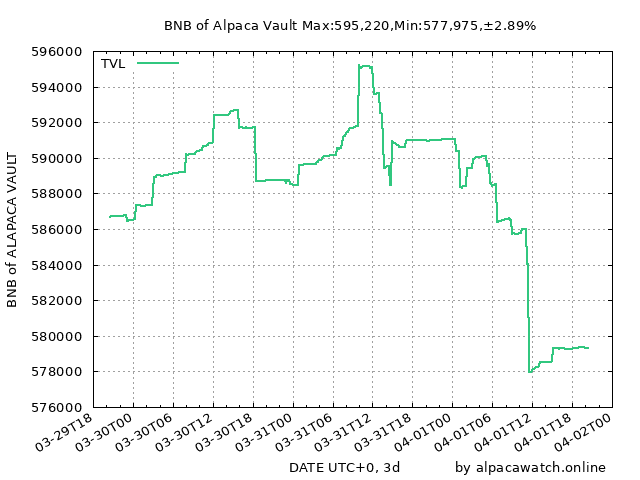 BNB of Alpaca Vault Max:595,220,Min:577,975,±2.89%
TVL
596000
594000
592000
590000
588000
586000
584000
582000
580000
578000
576000
BNB of ALAPACA VAULT
03-29T18
03-30T00
03-30T06
03-30T12
03-30T18
03-31T00
03-31T06
03-31T12
03-31T18
04-01T00
04-01T06
04-01T12
04-01T18
04-02T00
DATE UTC+0, 3d
by alpacawatch.online